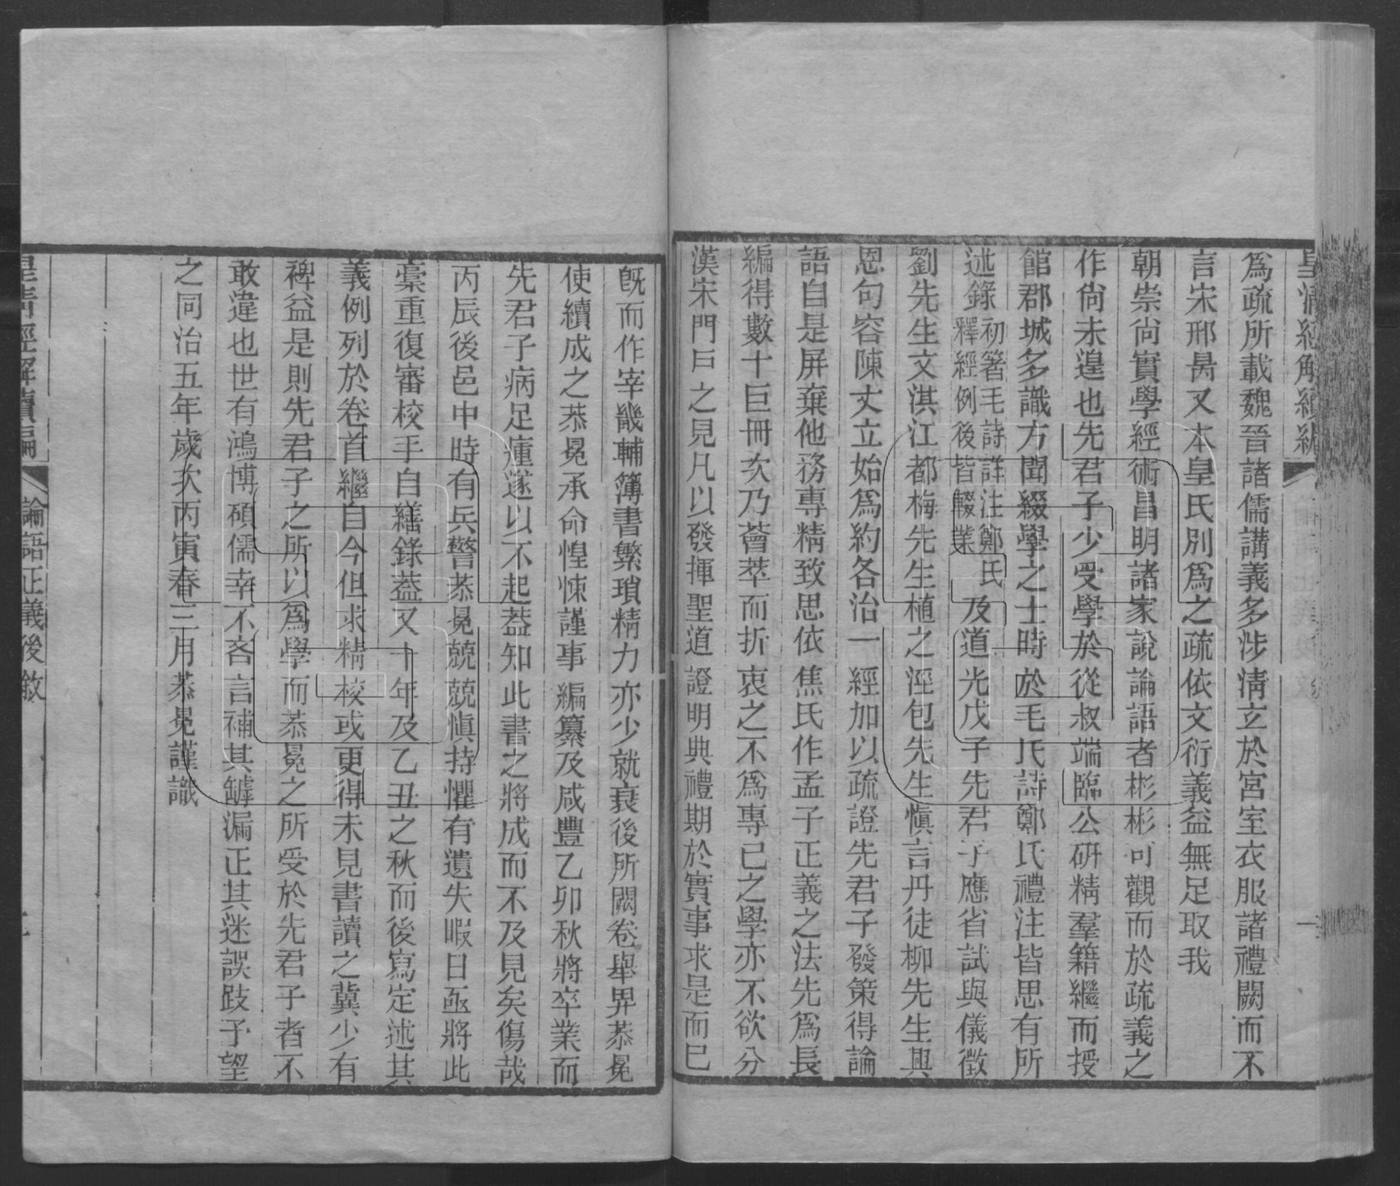 皇清經解續編
爲疏所載魏晉諸儒講義多涉淸立於宮室衣服諸禮闕而不
言宋邢昺又本皇氏別爲之疏依文衍義益無足取我
朝崇尙實學經術昌明諸家說論語者彬彬可觀而於疏義之
作尙未遑也先君子少受學於從叔端臨公硏精羣籍繼而授
館郡城多識方聞綴學之士時於毛氏詩鄭氏禮注皆思有所
述錄初箸毛詩詳注鄭氏釋經例後皆輟業及道光戊子先君子應省試與儀徵
劉先生文淇江都梅先生植之涇包先生愼言丹徒柳先生興
恩句容陳丈立始爲約各治一經加以疏證先君子發策得論
語自是屏棄他務專精致思依焦氏作孟子正義之法先爲長
編得數十巨冊次乃薈萃而折衷之不爲專己之學亦不欲分
漢宋門戶之見凡以發揮聖道證明典禮期於實事求是而已
旣而作宰畿輔簿書繁瑣精力亦少就衰後所闕卷舉畀恭冕
使續成之恭冕承命惶悚謹事編纂及咸豐乙卯秋將卒業而
先君子病足瘇遂以不起葢知此書之將成而不及見矣傷哉
丙辰後邑中時有兵警恭冕兢兢愼持懼有遺失暇日亟將此
稾重復審校手自繕錄葢又十年及乙丑之秋而後寫定述其
義例列於卷首繼自今但求精校或更得未見書讀之冀少有
裨益是則先君子之所以爲學而恭冕之所受於先君子者不
敢違也世有鴻博碩儒幸不吝言補其罅漏正其迷誤跂予望
之同治五年歲次丙寅春三月恭冕謹識
皇淸經解續編
論語正義後敘